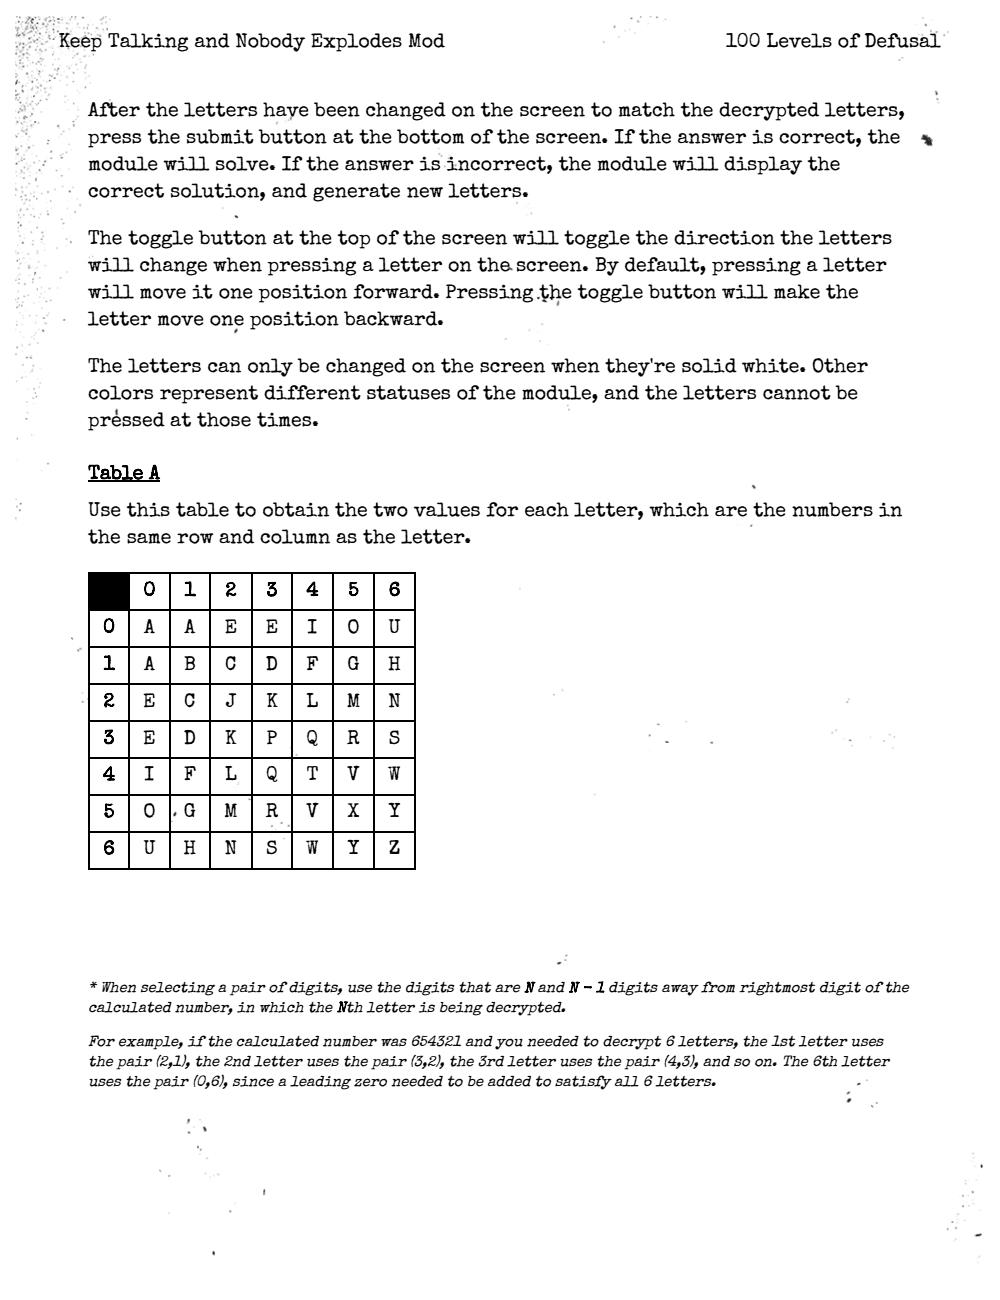 Keep Talking and Nobody Explodes Mod 100 Levels of Defusal
After the letters have been changed on the screen to match the decrypted letters,
press the submit button at the bottom of the screen. If the answer is correct, the
module will solve. If the answer is incorrect, the module will display the
correct solution, and generate new letters.
The toggle button at the top of the screen will toggle the direction the letters
will change when pressing a letter on the screen. By default, pressing a letter
will move it one position forward. Pressing the toggle button will make the
letter move one position backward.
The letters can only be changed on the screen when they're solid white. Other
colors represent different statuses of the module, and the letters cannot be
pressed at those times.
Table A
Use this table to obtain the two values for each letter, which are the numbers in
the same row and column as the letter.
0 1 2 3 4 5 6
0 A A E E I O U
1 A B C D F G H
2 E C J K L M N
3 E D K P Q R S
4 I F L Q T V W
5 O G M R V X Y
6 U H N S W Y Z
* When selecting a pair of digits, use the digits that are N and N - 1 digits away from rightmost digit of the
calculated number, in which the Nth letter is being decrypted.
For example, if the calculated number was 654321 and you needed to decrypt 6 letters, the 1st letter uses
the pair (2,1), the 2nd letter uses the pair (3,2), the 3rd letter uses the pair (4,3), and so on. The 6th letter
uses the pair (0,6), since a leading zero needed to be added to satisfy all 6 letters.